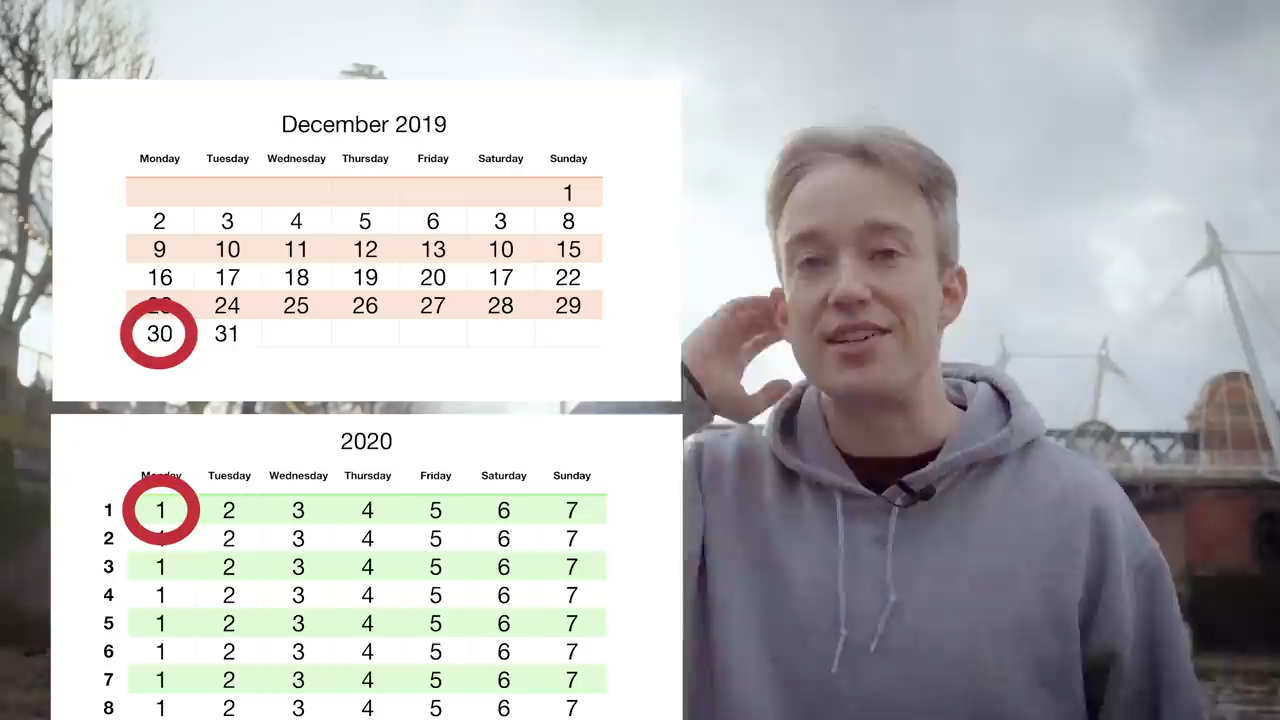 December 2019
Monday Tuesday Wednesday Thursday Friday Saturday Sunday
1
2 3 4 5 6 3 8
9 10 11 12 13 10 15
16 17 18 19 20 17 22
24 25 26 27 28 29
30 31
2020
Monday Tuesday Wednesday Thursday Friday Saturday Sunday
1 1 2 3 4 5 6 7
2 2 3 4 5 6 7
3 1 2 3 4 5 6 7
4 1 2 3 4 5 6 7
5 1 2 3 4 5 6 7
6 1 2 3 4 5 6 7
7 1 2 3 4 5 6 7
8 1 2 3 4 5 6 7